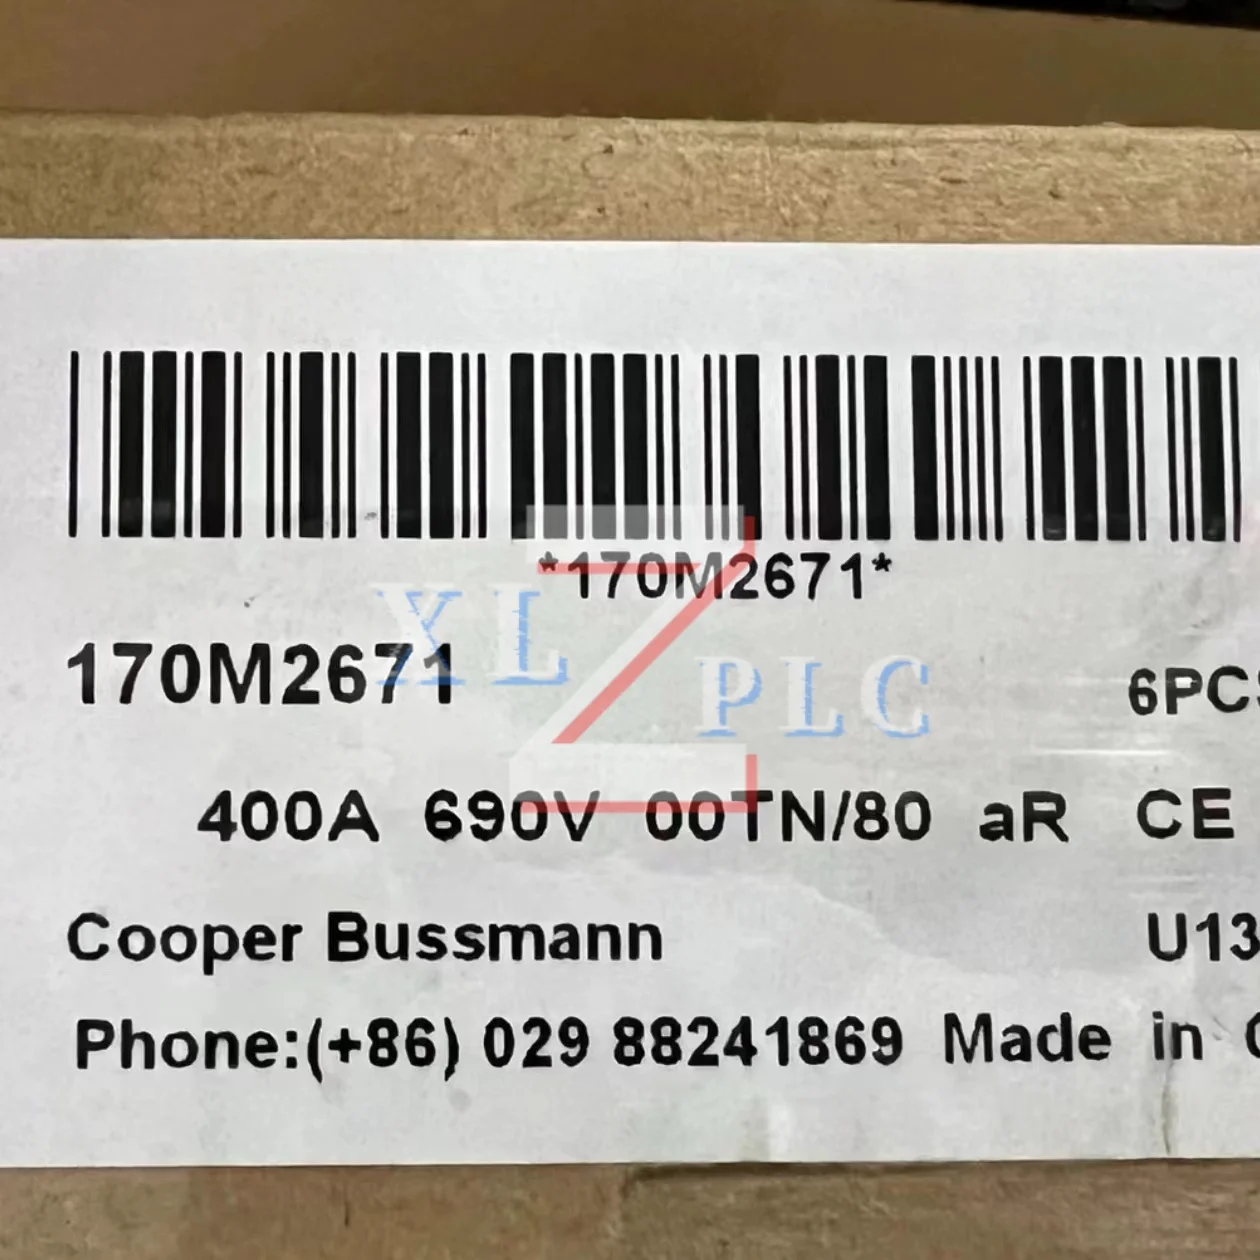 *170M2671*
170M2671
XLZ PLC
6PCS
400A 690V 00TN/80 aR CE
Cooper Bussmann U13
Phone:(+86) 029 88241869 Made in